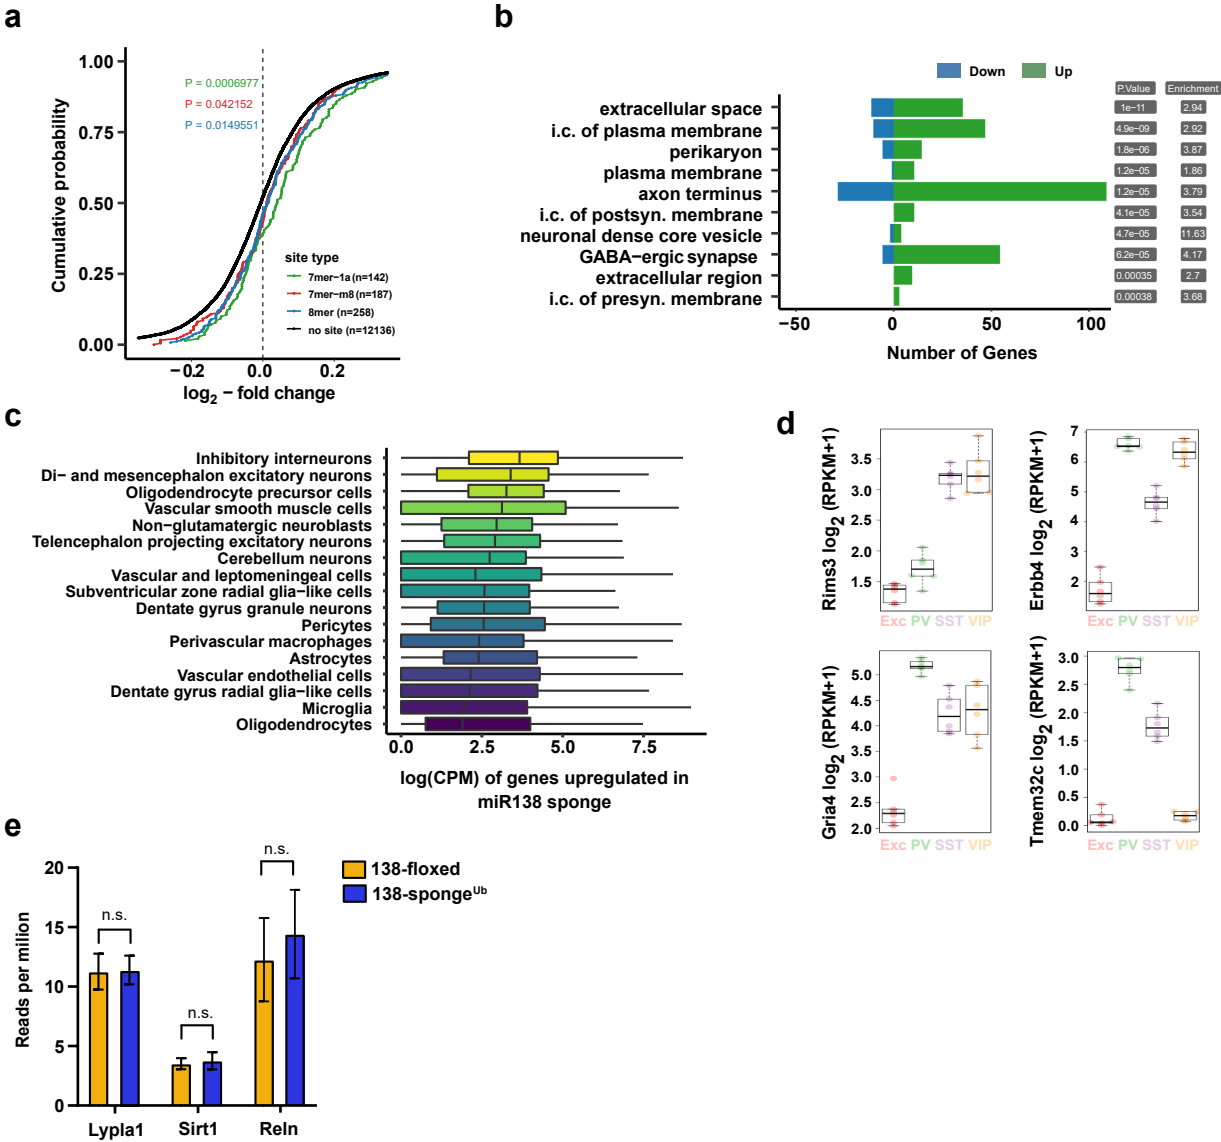 a
1.00
0.75
0.50
0.25
0.00
Cumulative probability
P = 0.0006977
P = 0.042152
P = 0.0149551
site type
7mer−1a (n=142)
7mer−m8 (n=187)
8mer (n=258)
no site (n=12136)
−0.2 0.0 0.2
log2 − fold change
b
Down Up
P.Value Enrichment
extracellular space 1e−11 2.94
i.c. of plasma membrane 4.9e−09 2.92
perikaryon 1.8e−06 3.87
plasma membrane 1.2e−05 1.86
axon terminus 1.2e−05 3.79
i.c. of postsyn. membrane 4.1e−05 3.54
neuronal dense core vesicle 4.7e−05 11.63
GABA−ergic synapse 6.2e−05 4.17
extracellular region 0.00035 2.7
i.c. of presyn. membrane 0.00038 3.68
−50 0 50 100
Number of Genes
c
Inhibitory interneurons
Di− and mesencephalon excitatory neurons
Oligodendrocyte precursor cells
Vascular smooth muscle cells
Non−glutamatergic neuroblasts
Telencephalon projecting excitatory neurons
Cerebellum neurons
Vascular and leptomeningeal cells
Subventricular zone radial glia−like cells
Dentate gyrus granule neurons
Pericytes
Perivascular macrophages
Astrocytes
Vascular endothelial cells
Dentate gyrus radial glia−like cells
Microglia
Oligodendrocytes
0.0 2.5 5.0 7.5
log(CPM) of genes upregulated in
miR138 sponge
d
Rims3 log2 (RPKM+1)
3.5
3.0
2.5
2.0
1.5
Exc PV SST VIP
Erbb4 log2 (RPKM+1)
7
6
5
4
3
2
Exc PV SST VIP
Gria4 log2 (RPKM+1)
5.0
4.5
4.0
3.5
3.0
2.5
2.0
Exc PV SST VIP
Tmem32c log2 (RPKM+1)
3.0
2.5
2.0
1.5
1.0
0.5
0.0
Exc PV SST VIP
e
Reads per milion
20
15
10
5
0
n.s.
n.s.
n.s.
138-floxed
138-spongeUb
Lypla1 Sirt1 Reln